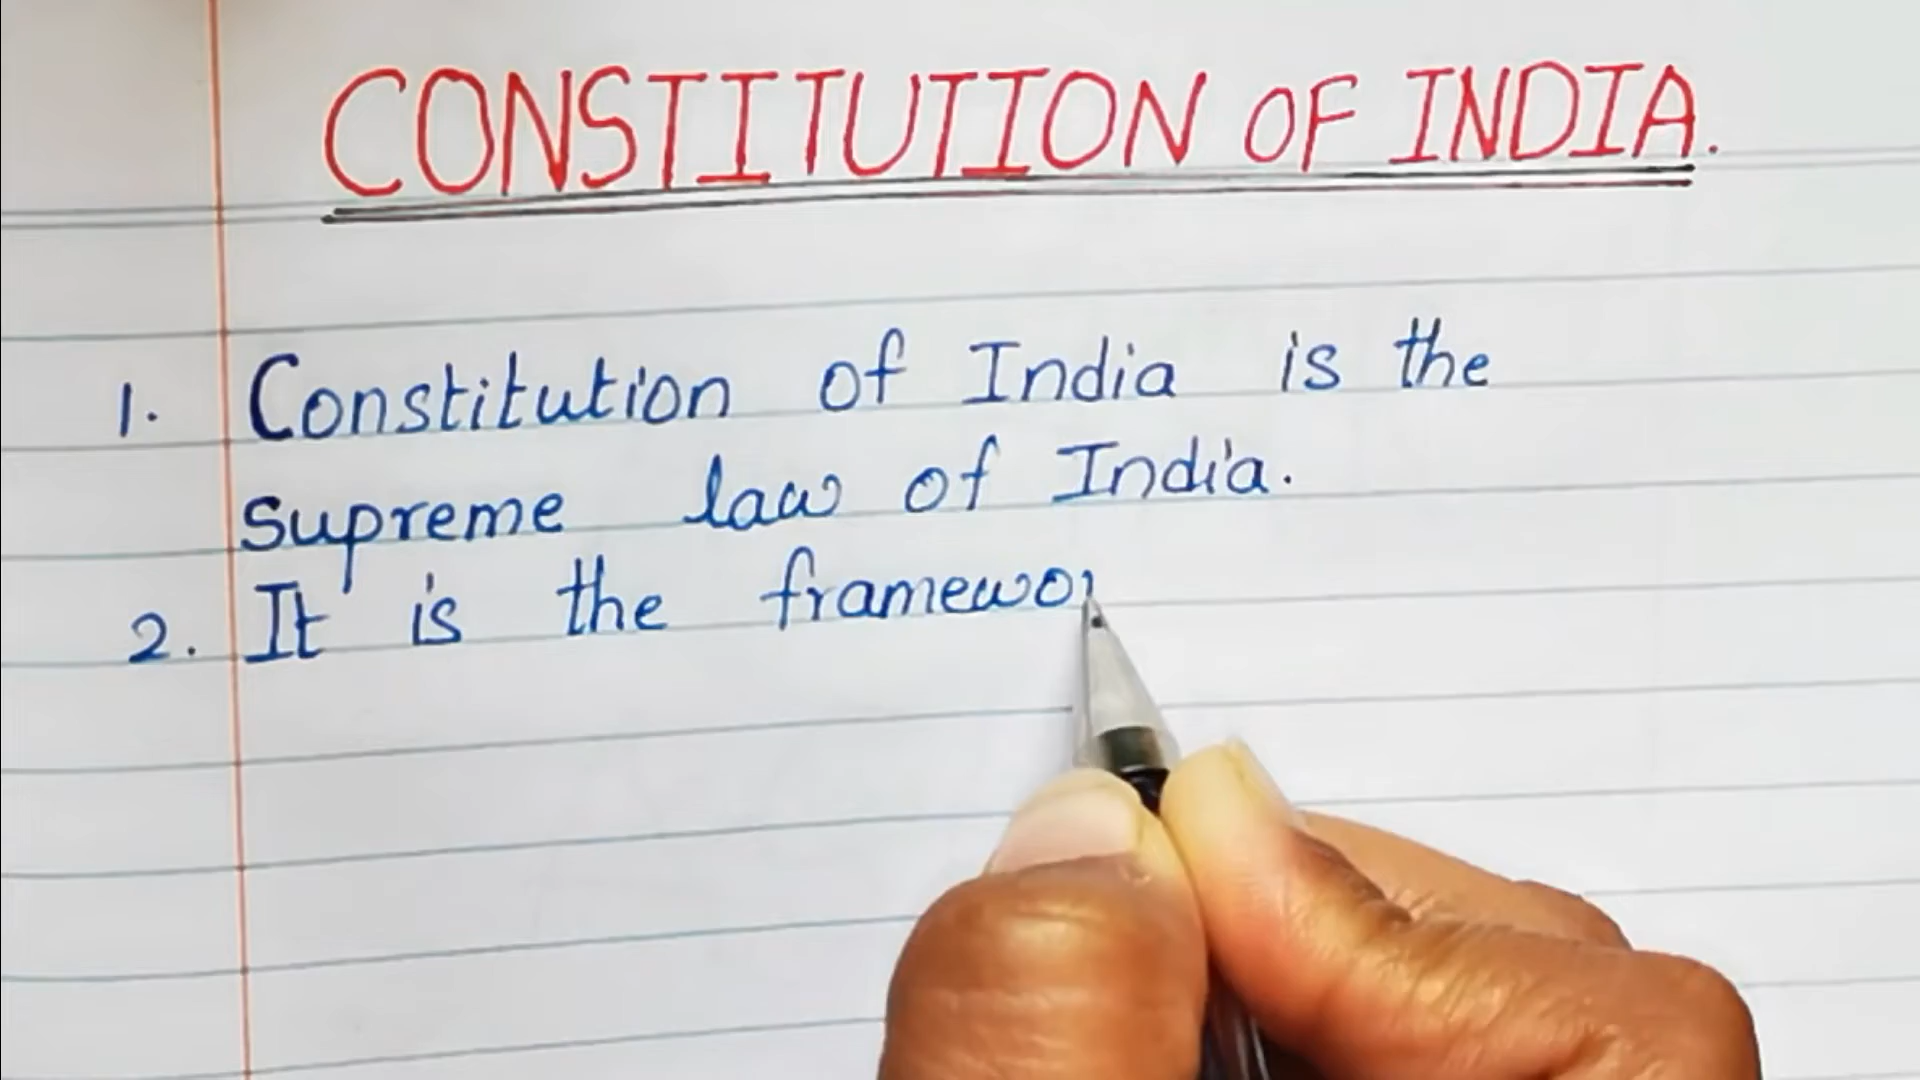 CONSTITUTION OF INDIA.
1. Constitution of India is the
supreme law of India.
2. It is the